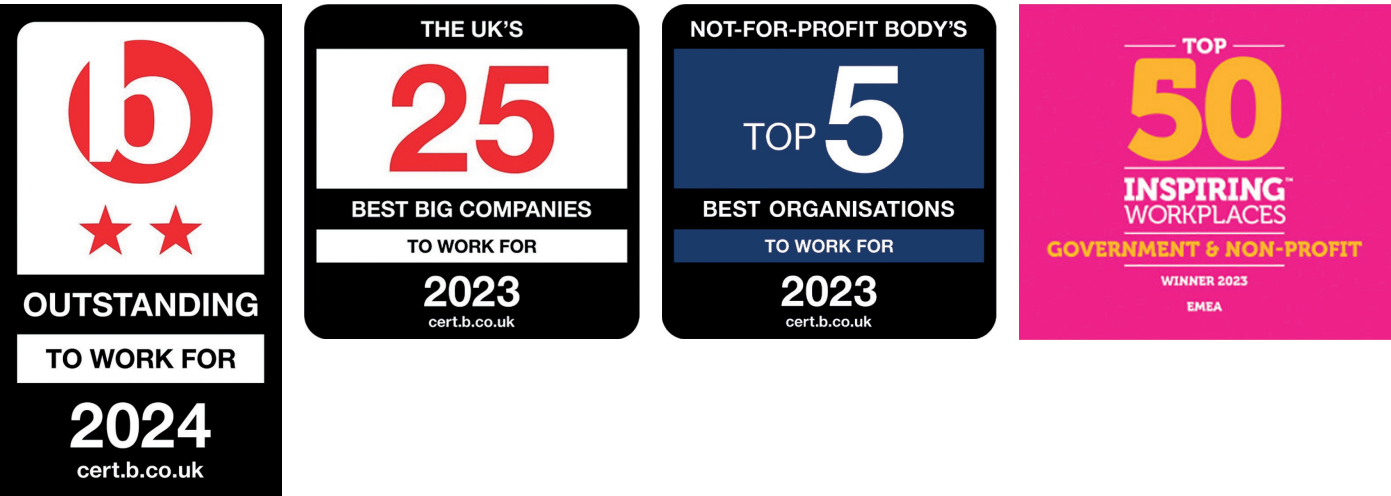 b
OUTSTANDING
TO WORK FOR
2024
cert.b.co.uk
THE UK'S
25
BEST BIG COMPANIES
TO WORK FOR
2023
cert.b.co.uk
NOT-FOR-PROFIT BODY'S
TOP 5
BEST ORGANISATIONS
TO WORK FOR
2023
cert.b.co.uk
TOP
50
INSPIRING™
WORKPLACES
GOVERNMENT & NON-PROFIT
WINNER 2023
EMEA